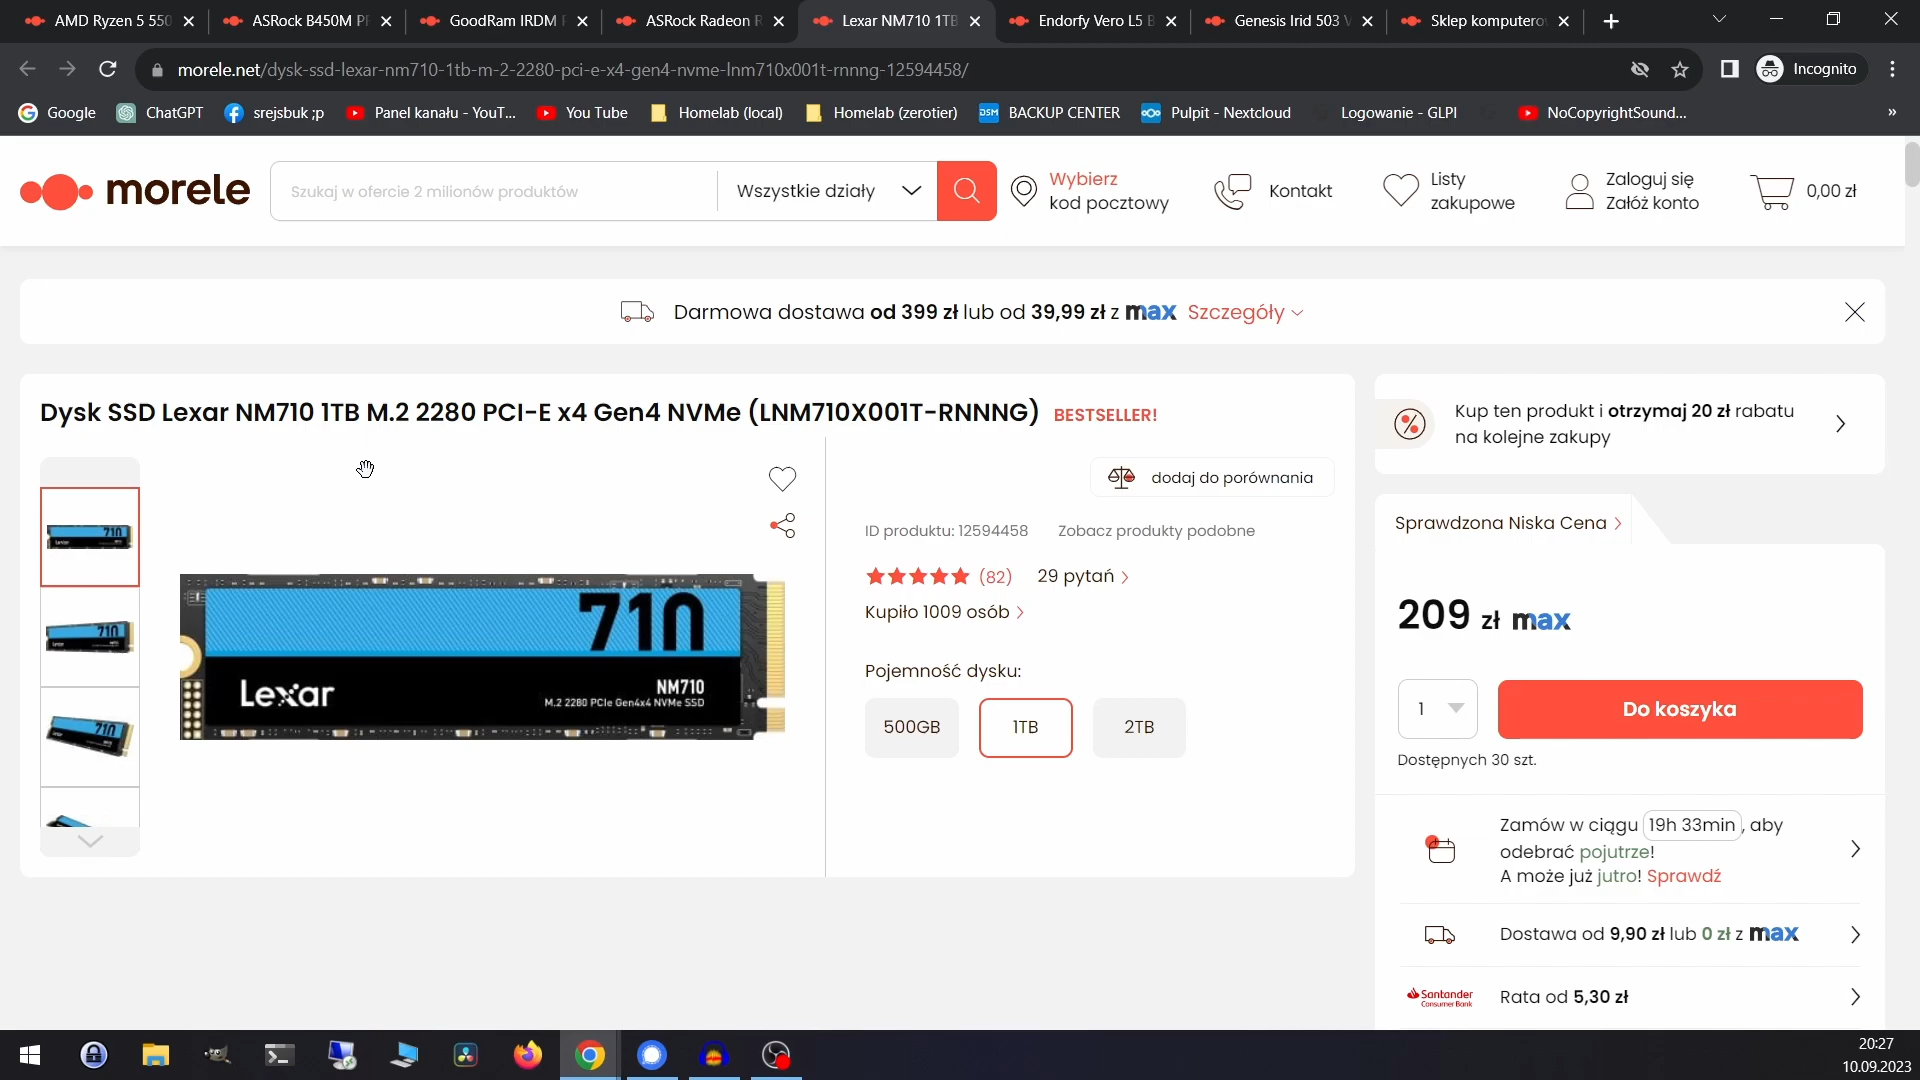 AMD Ryzen 5 550
ASRock B450M P
GoodRam IRDM
ASRock Radeon R
Lexar NM710 1TB
Endorfy Vero L5 B
Genesis Irid 503 V
Sklep komputero
morele.net/dysk-ssd-lexar-nm710-1tb-m-2-2280-pci-e-x4-gen4-nvme-lnm710x001t-rnnng-12594458/
Incognito
Google
ChatGPT
srejsbuk ;p
Panel kanału - YouT...
You Tube
Homelab (local)
Homelab (zerotier)
DSM
BACKUP CENTER
Pulpit - Nextcloud
Logowanie - GLPI
NoCopyrightSound...
»
morele
Szukaj w ofercie 2 milionów produktów
Wszystkie działy
Wybierz
kod pocztowy
Kontakt
Listy
zakupowe
Zaloguj się
Załóż konto
0,00 zł
Darmowa dostawa od 399 zł lub od 39,99 zł z max Szczegóły
Dysk SSD Lexar NM710 1TB M.2 2280 PCI-E x4 Gen4 NVMe (LNM710X001T-RNNNG) BESTSELLER!
710
Lexar
NM710
M.2 2280 PCIe Gen4x4 NVMe SSD
dodaj do porównania
ID produktu: 12594458
Zobacz produkty podobne
(82)
29 pytań
Kupiło 1009 osób
Pojemność dysku:
500GB
1TB
2TB
Kup ten produkt i otrzymaj 20 zł rabatu
na kolejne zakupy
Sprawdzona Niska Cena
209 zł max
1
Do koszyka
Dostępnych 30 szt.
Zamów w ciągu 19h 33min, aby
odebrać pojutrze!
A może już jutro! Sprawdź
Dostawa od 9,90 zł lub 0 zł z max
Santander
Consumer Bank
Rata od 5,30 zł
20:27
10.09.2023